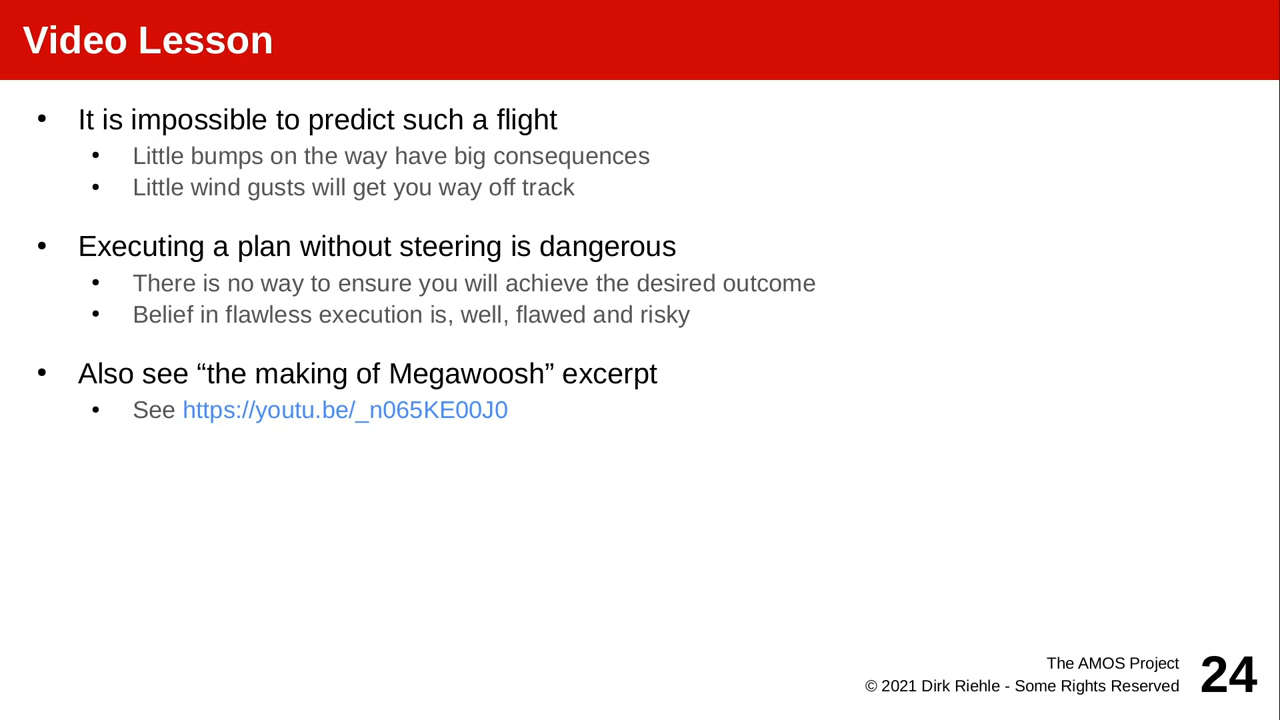 Video Lesson
• It is impossible to predict such a flight
• Little bumps on the way have big consequences
• Little wind gusts will get you way off track
• Executing a plan without steering is dangerous
• There is no way to ensure you will achieve the desired outcome
• Belief in flawless execution is, well, flawed and risky
• Also see “the making of Megawoosh” excerpt
• See https://youtu.be/_n065KE00J0
The AMOS Project
© 2021 Dirk Riehle - Some Rights Reserved
24